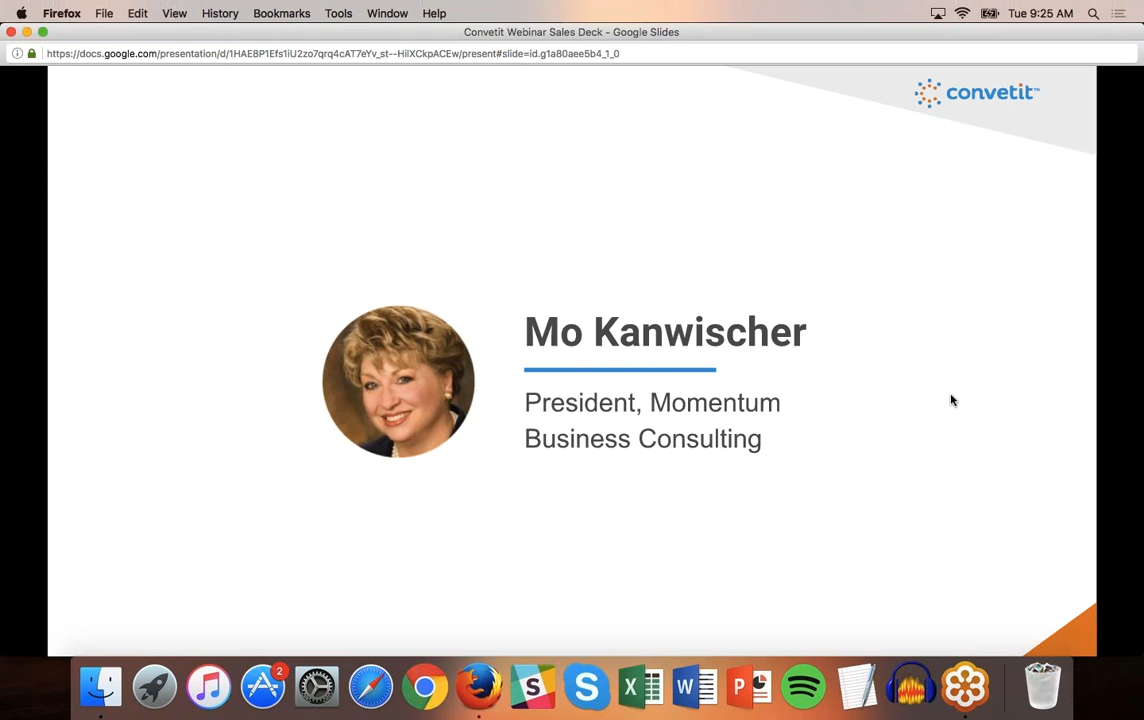 Firefox File Edit View History Bookmarks Tools Window Help Tue 9:25 AM
Convetit Webinar Sales Deck - Google Slides
https://docs.google.com/presentation/d/1HAE8P1Efs1iU2zo7qrq4cAT7eYv_st--HilXCkpACEw/present#slide=id.g1a80aee5b4_1_0
convetit™
Mo Kanwischer
President, Momentum
Business Consulting
2
S
S
X
W
P